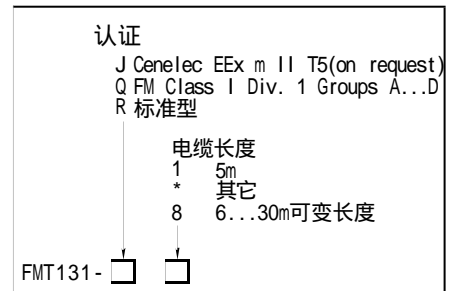 认证
J Cenelec EEx m II T5(on request)
Q FM Class I Div. 1 Groups A...D
R 标准型
电缆长度
1 5m
* 其它
8 6...30m可变长度
FMT131-